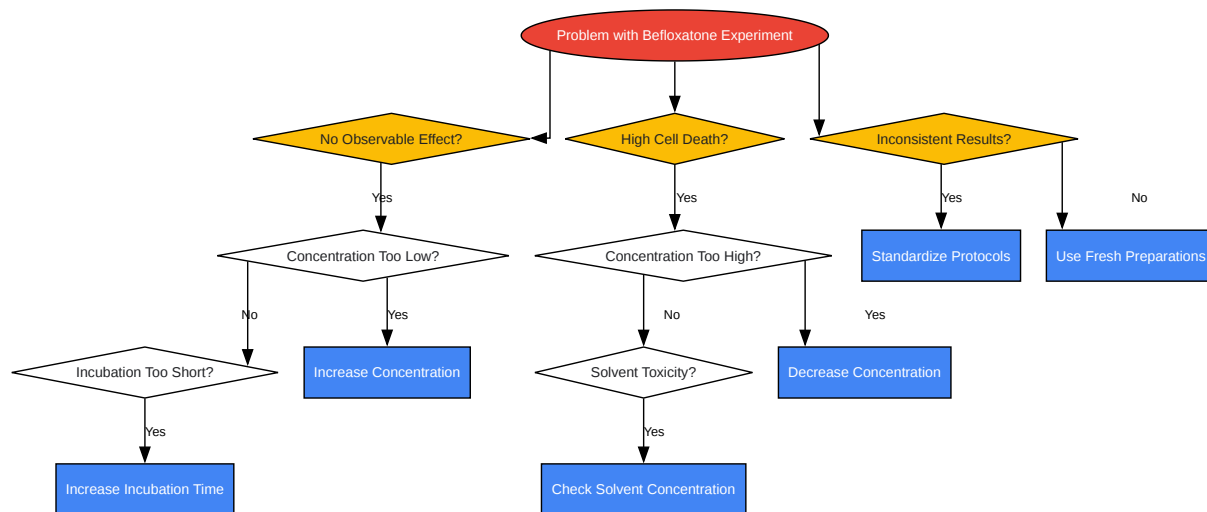 Problem with Befloxatone Experiment
No Observable Effect?
High Cell Death?
Inconsistent Results?
Yes
Yes
Yes
No
Concentration Too Low?
Concentration Too High?
Standardize Protocols
Use Fresh Preparations
No
Yes
No
Yes
Incubation Too Short?
Increase Concentration
Solvent Toxicity?
Decrease Concentration
Yes
Yes
Increase Incubation Time
Check Solvent Concentration